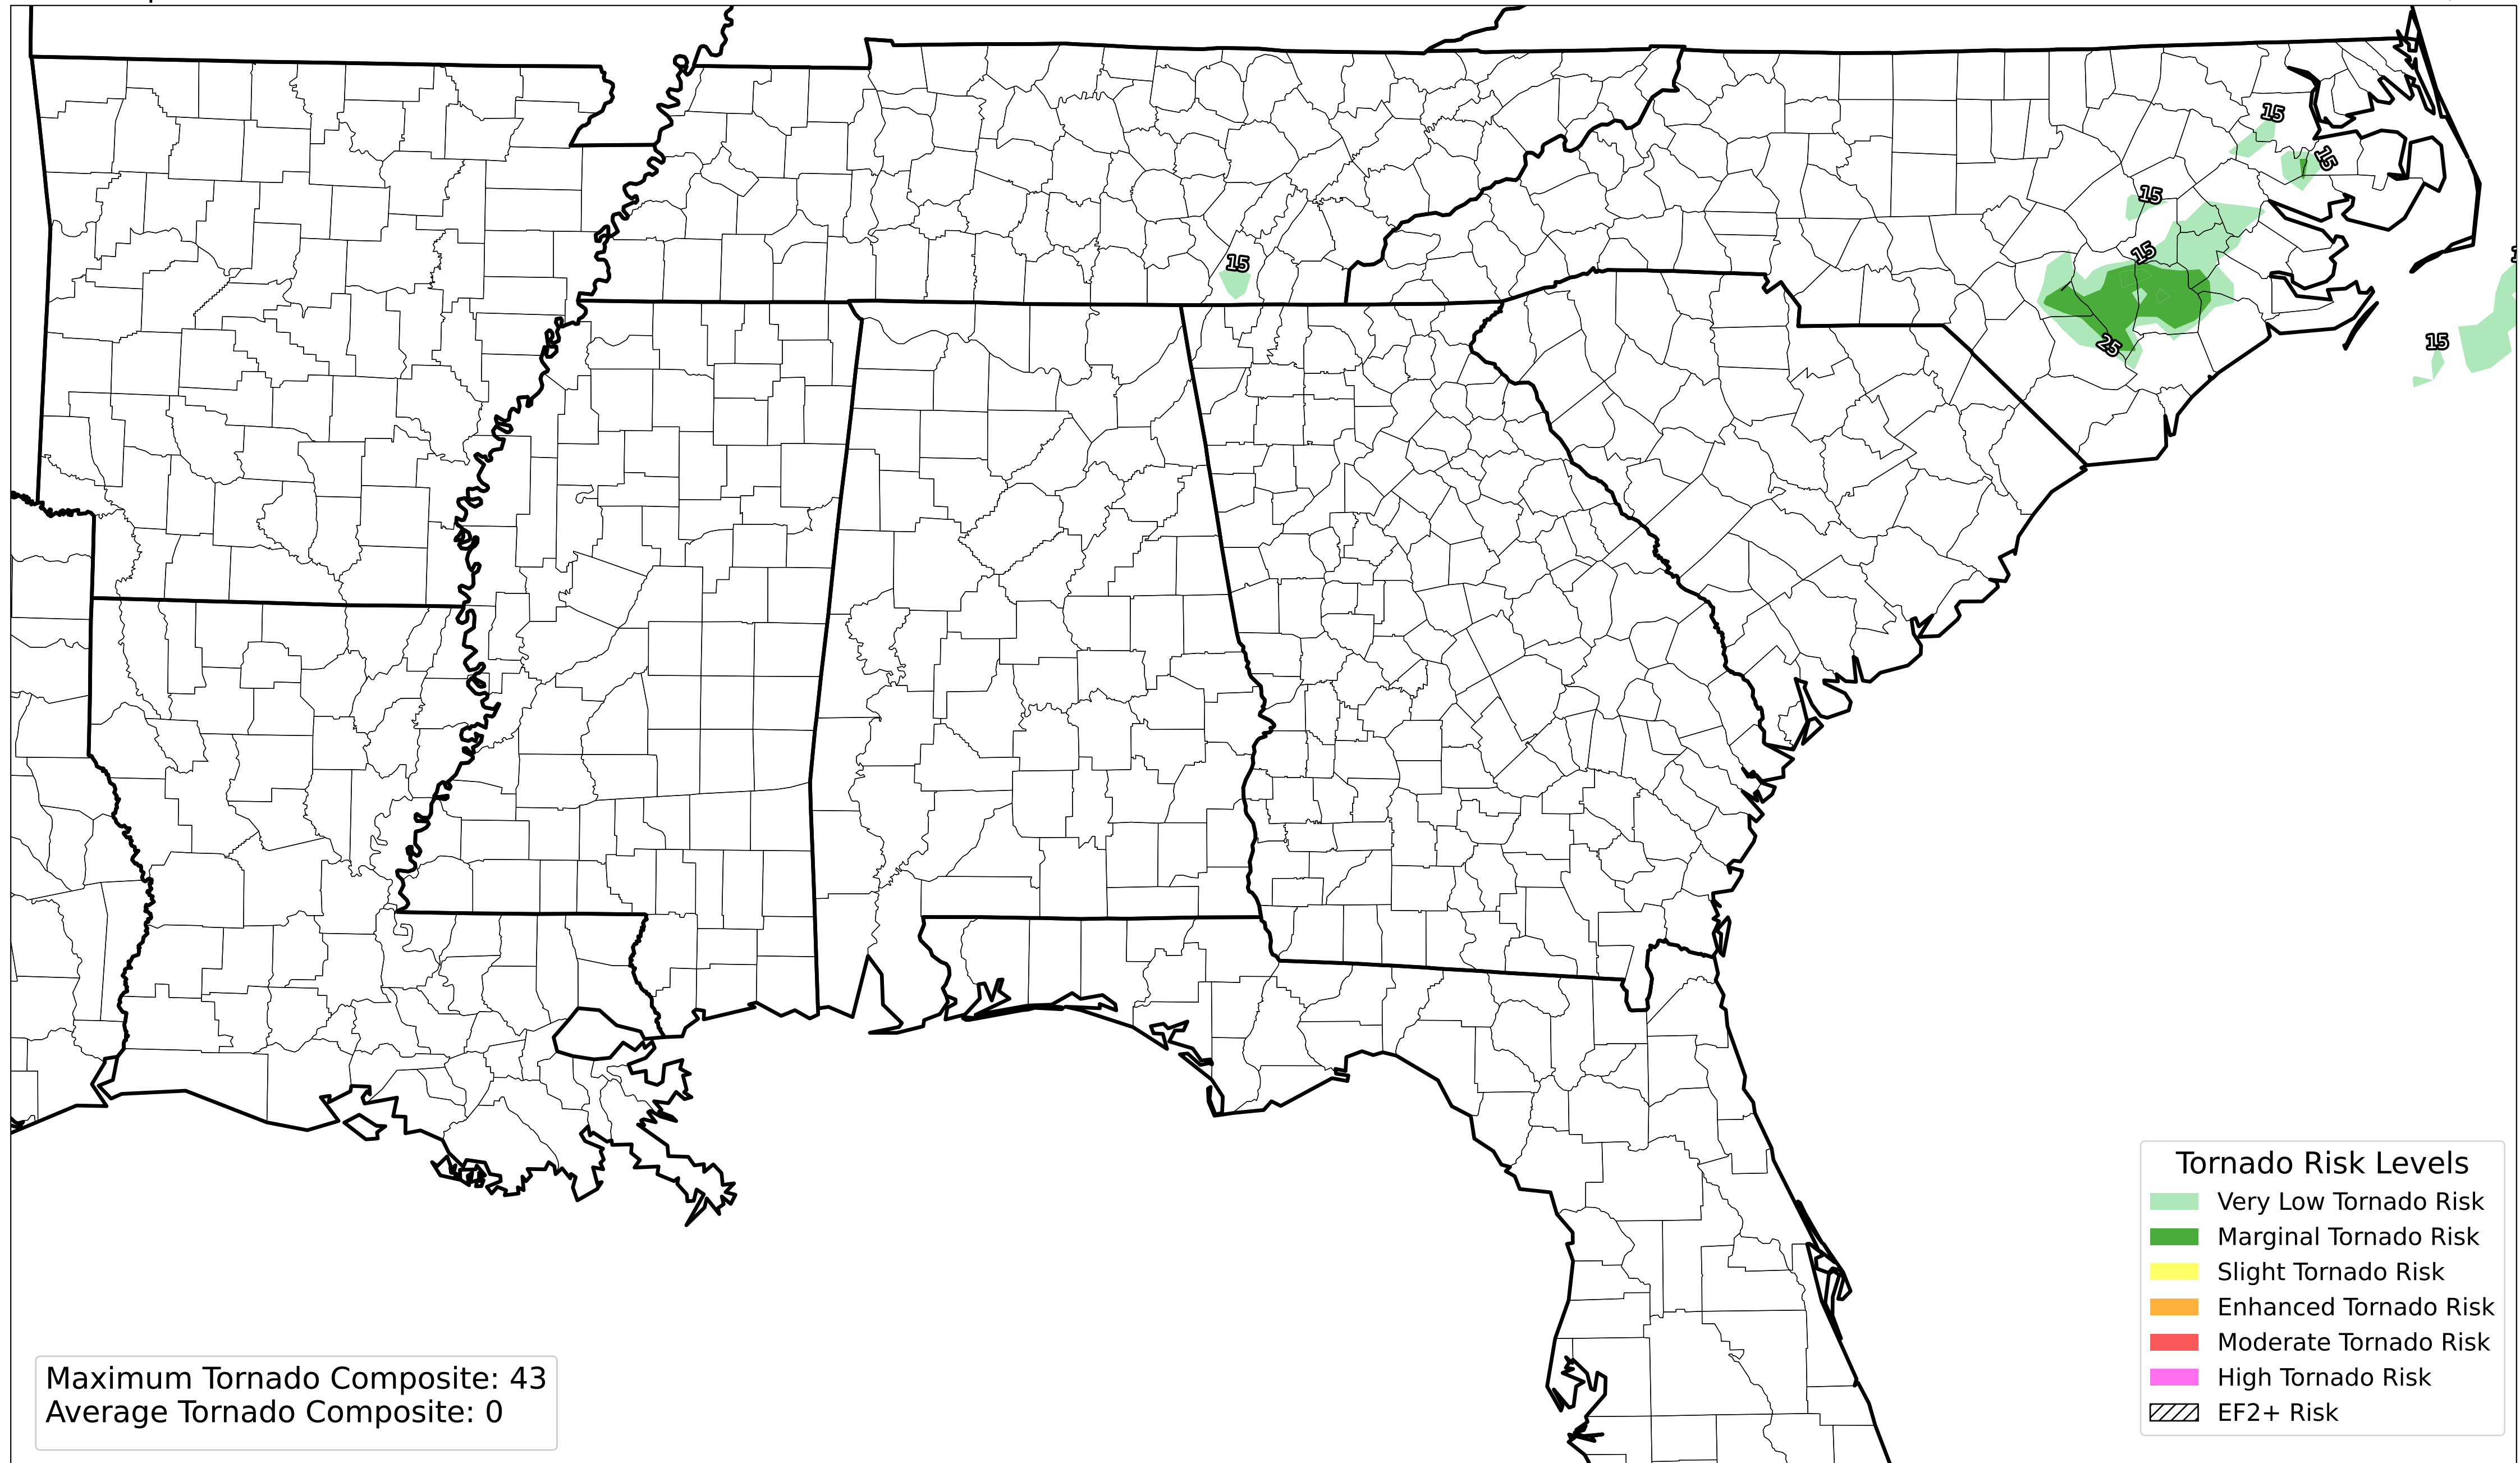 15
15
15
15
15
25
15
Tornado Risk Levels
Very Low Tornado Risk
Marginal Tornado Risk
Slight Tornado Risk
Enhanced Tornado Risk
Moderate Tornado Risk
High Tornado Risk
EF2+ Risk
Maximum Tornado Composite: 43
Average Tornado Composite: 0